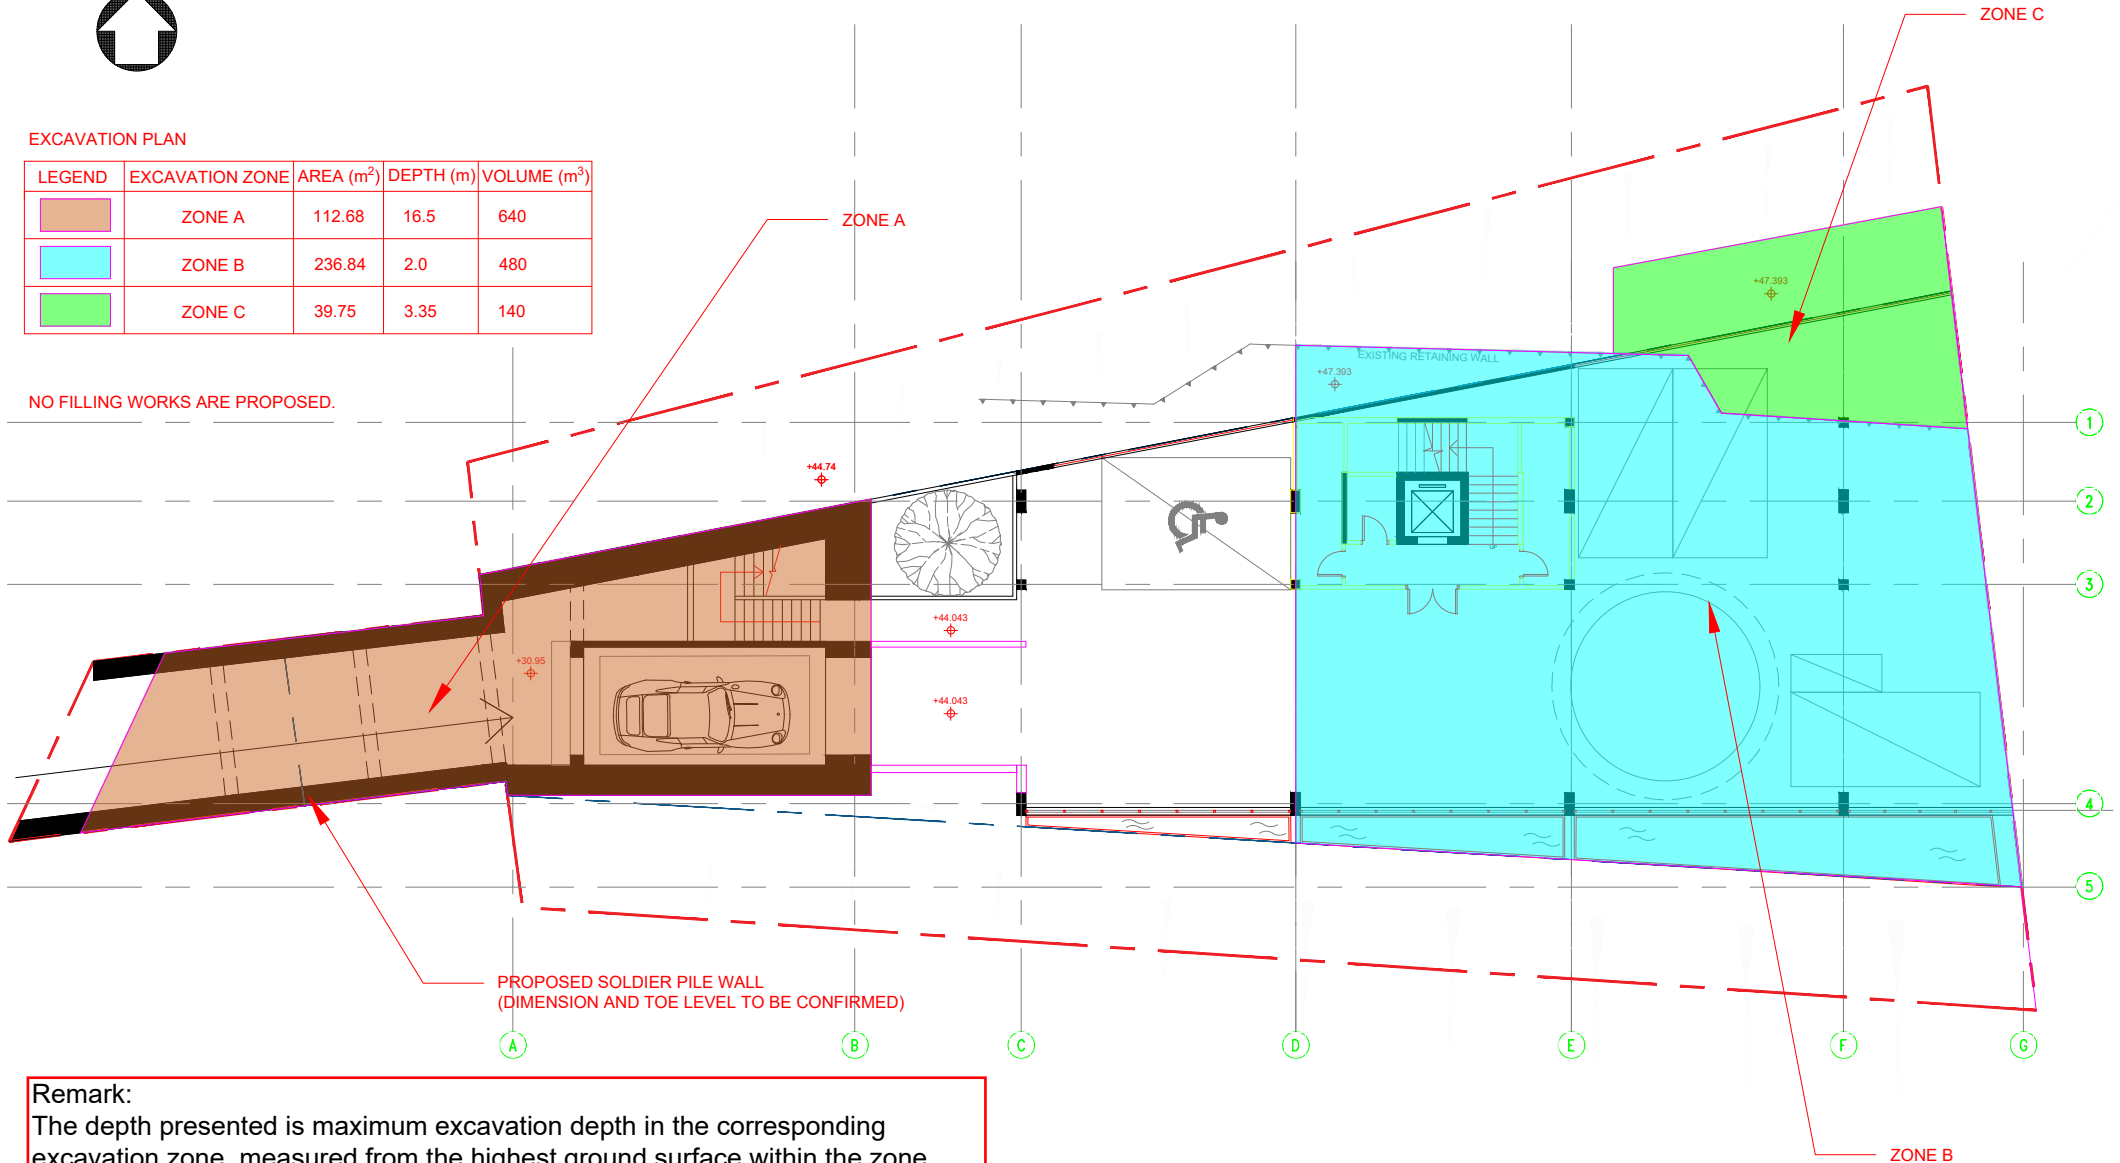 ZONE C
EXCAVATION PLAN
LEGEND EXCAVATION ZONE AREA (m²) DEPTH (m) VOLUME (m³)
ZONE A 112.68 16.5 640
ZONE B 236.84 2.0 480
ZONE C 39.75 3.35 140
ZONE A
NO FILLING WORKS ARE PROPOSED.
+47.393
EXISTING RETAINING WALL
+47.393
+44.74
+44.043
+30.95
+44.043
UP
1
2
3
4
5
PROPOSED SOLDIER PILE WALL
(DIMENSION AND TOE LEVEL TO BE CONFIRMED)
A B C D E F G
Remark:
The depth presented is maximum excavation depth in the corresponding
excavation zone, measured from the highest ground surface within the zone
ZONE B